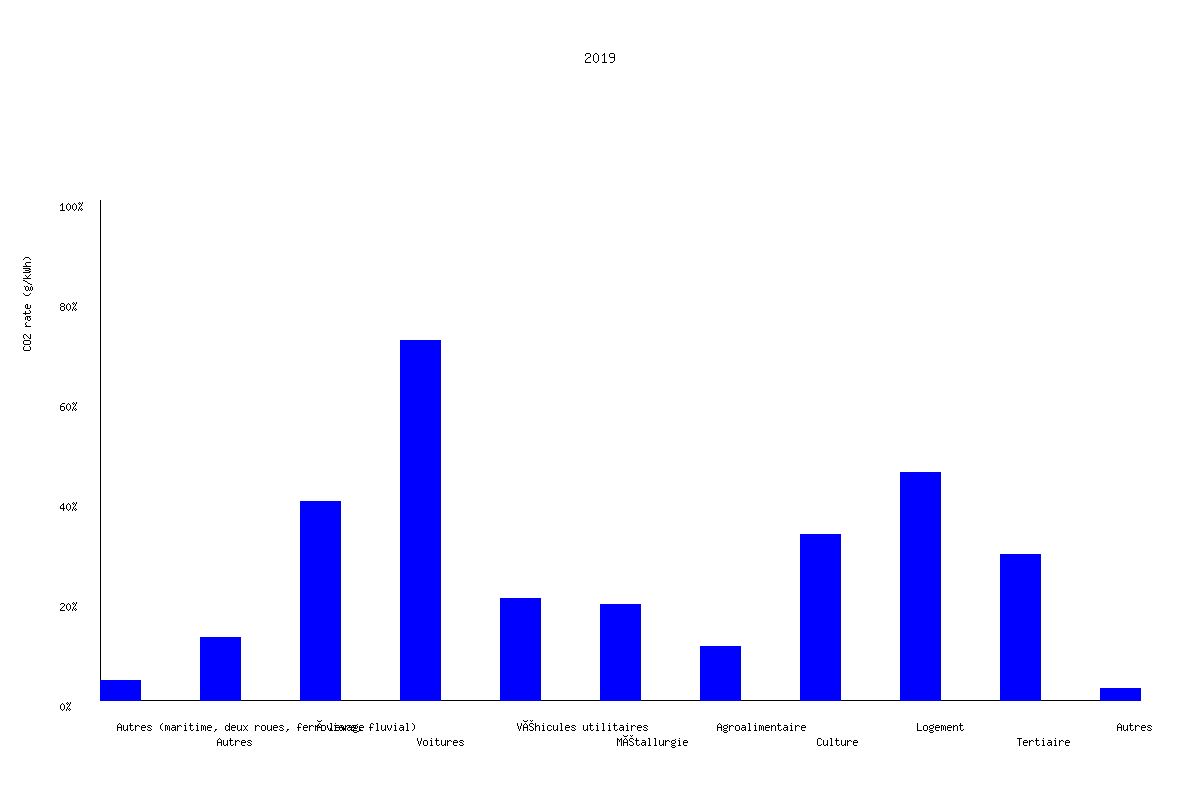 2019
CO2 rate (g/kWh)
100%
80%
60%
40%
20%
0%
Autres (maritime, deux roues, ferroviaire, fluvial)
Autres
Voitures
VĂŠhicules utilitaires
MĂŠtallurgie
Agroalimentaire
Culture
Logement
Tertiaire
Autres